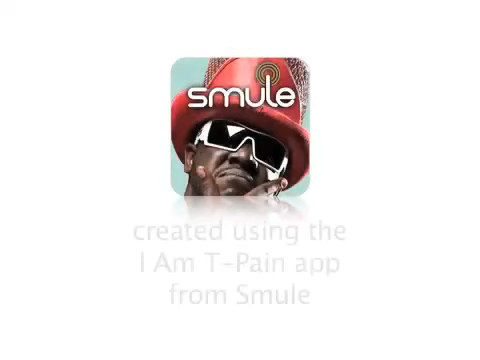 smule
created using the
I Am T-Pain app
from Smule